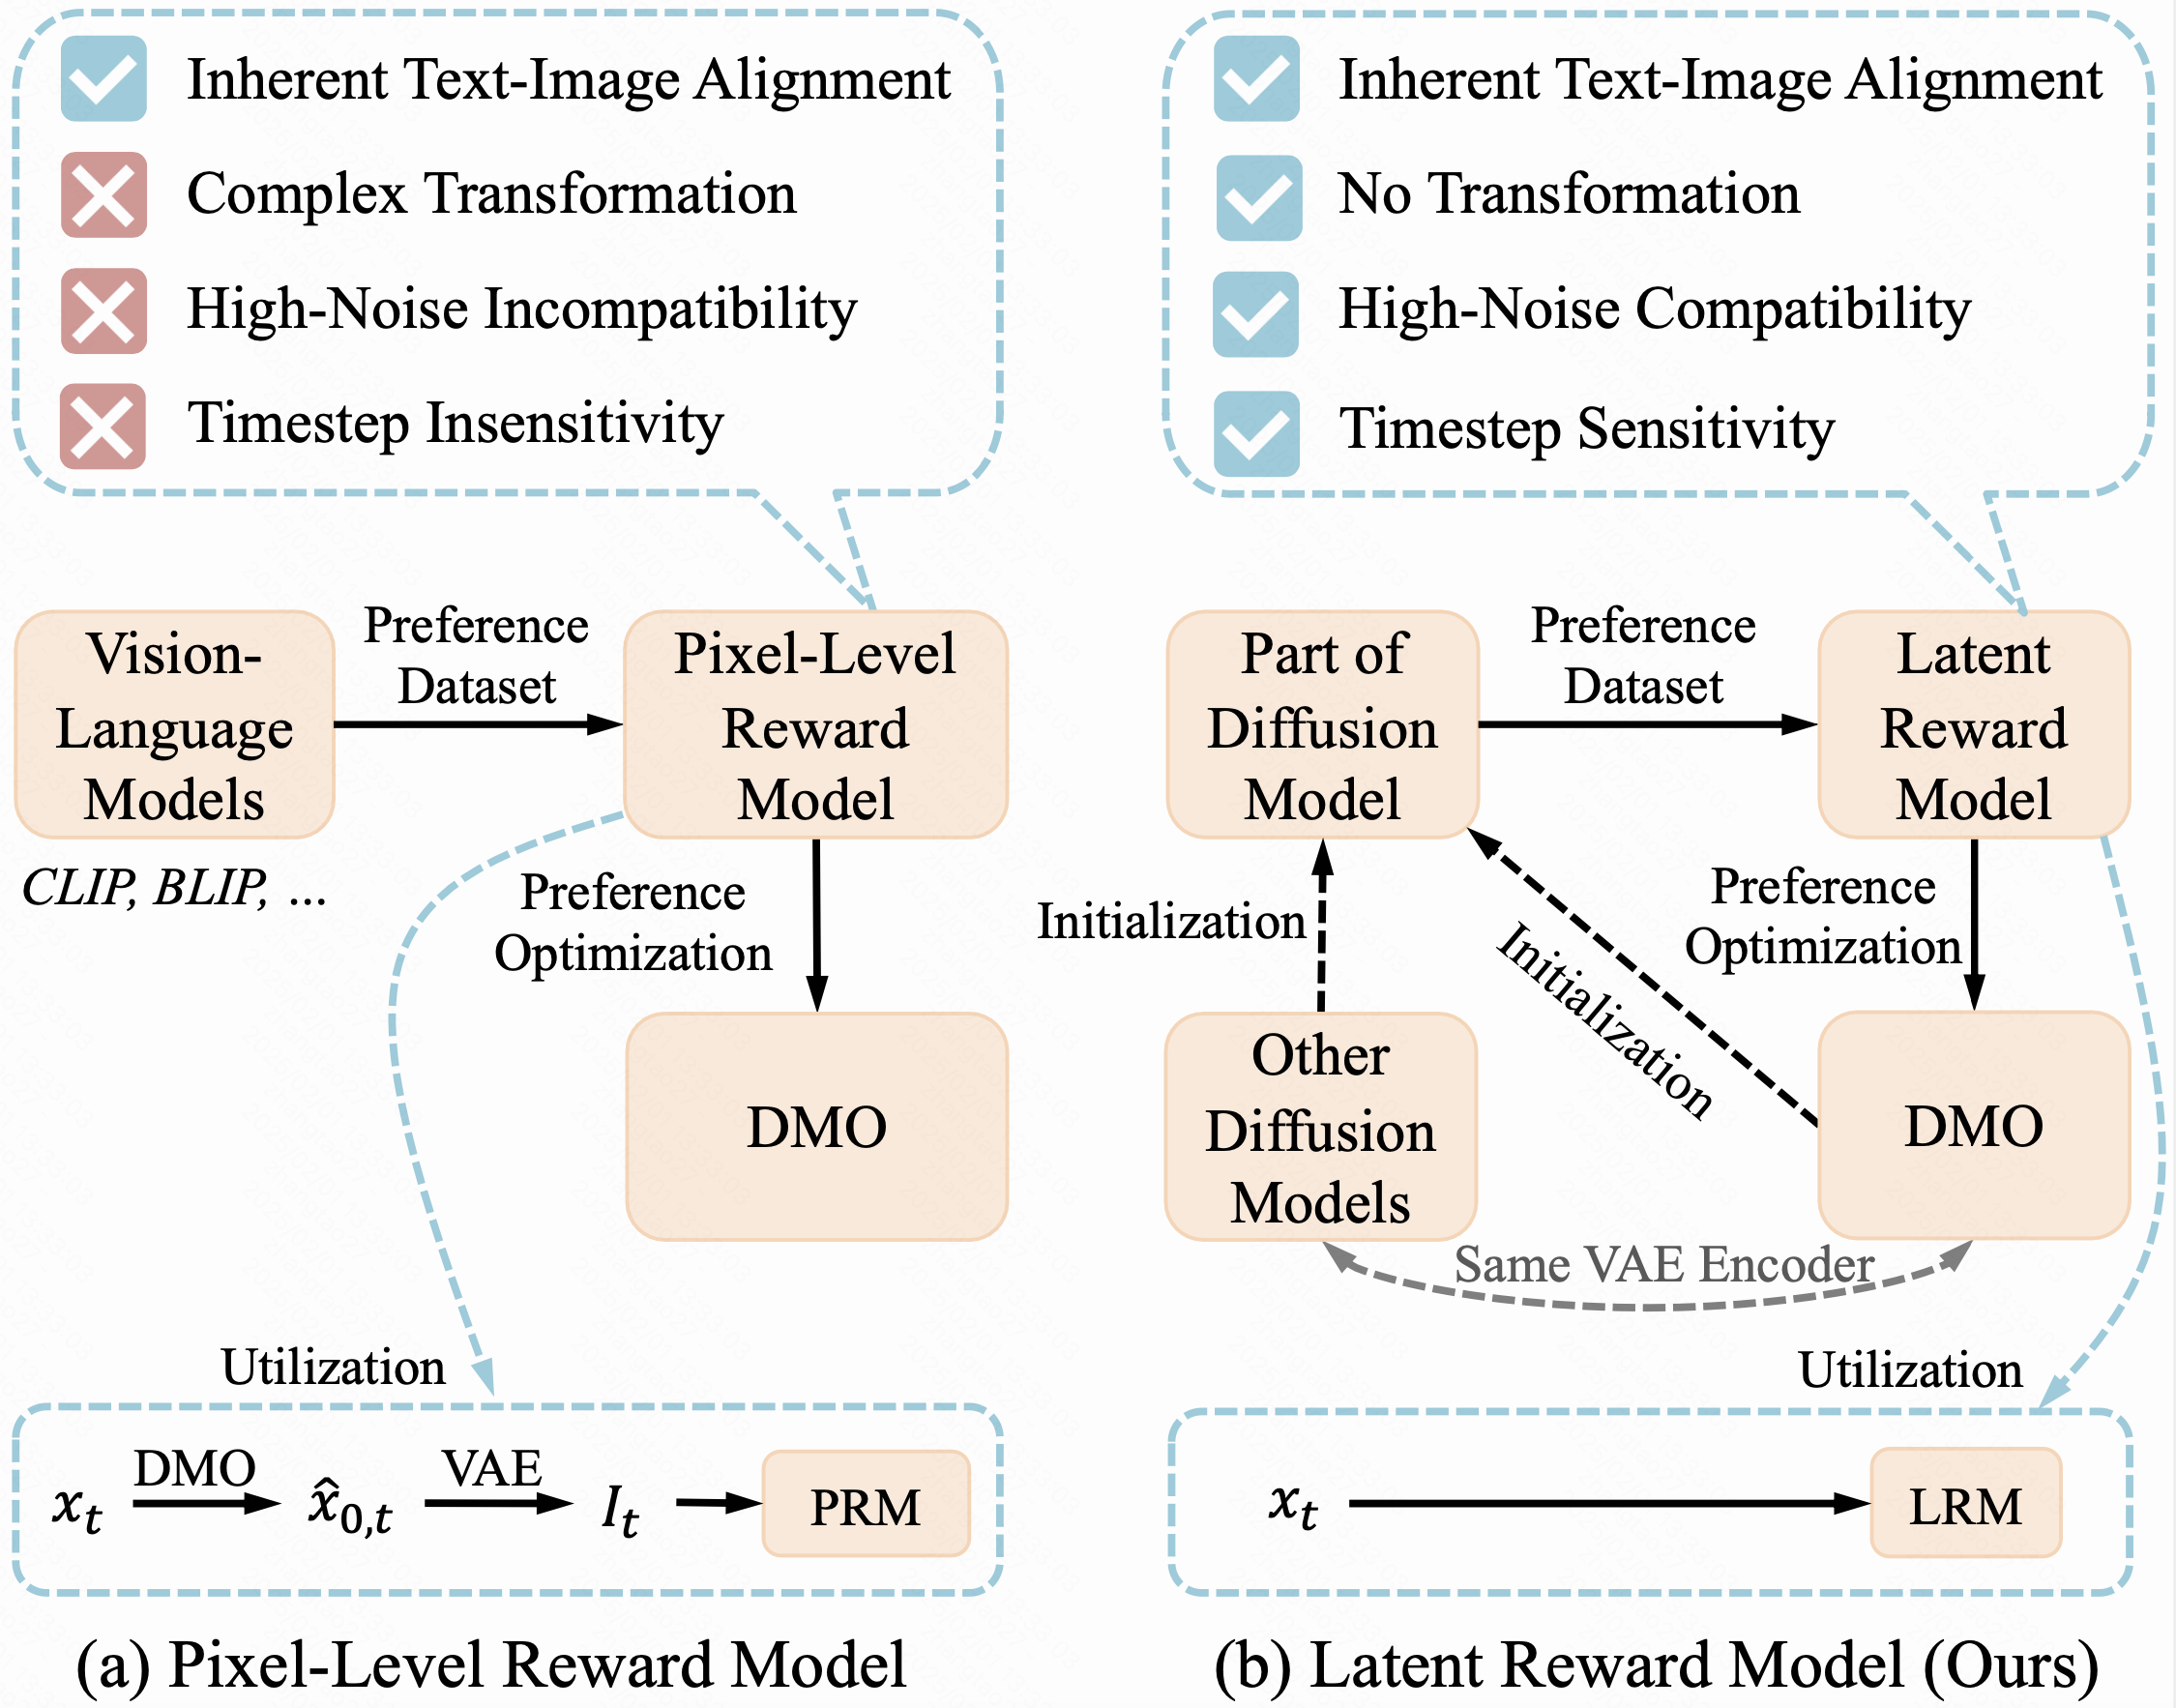 Inherent Text-Image Alignment
Complex Transformation
High-Noise Incompatibility
Timestep Insensitivity
Vision-
Language
Models
CLIP, BLIP, ...
Preference
Dataset
Pixel-Level
Reward
Model
Preference
Optimization
DMO
Utilization
x_t
DMO
x̂_{0,t}
VAE
I_t
PRM
(a) Pixel-Level Reward Model
Inherent Text-Image Alignment
No Transformation
High-Noise Compatibility
Timestep Sensitivity
Part of
Diffusion
Model
Preference
Dataset
Latent
Reward
Model
Initialization
Initialization
Preference
Optimization
Other
Diffusion
Models
DMO
Same VAE Encoder
Utilization
x_t
LRM
(b) Latent Reward Model (Ours)